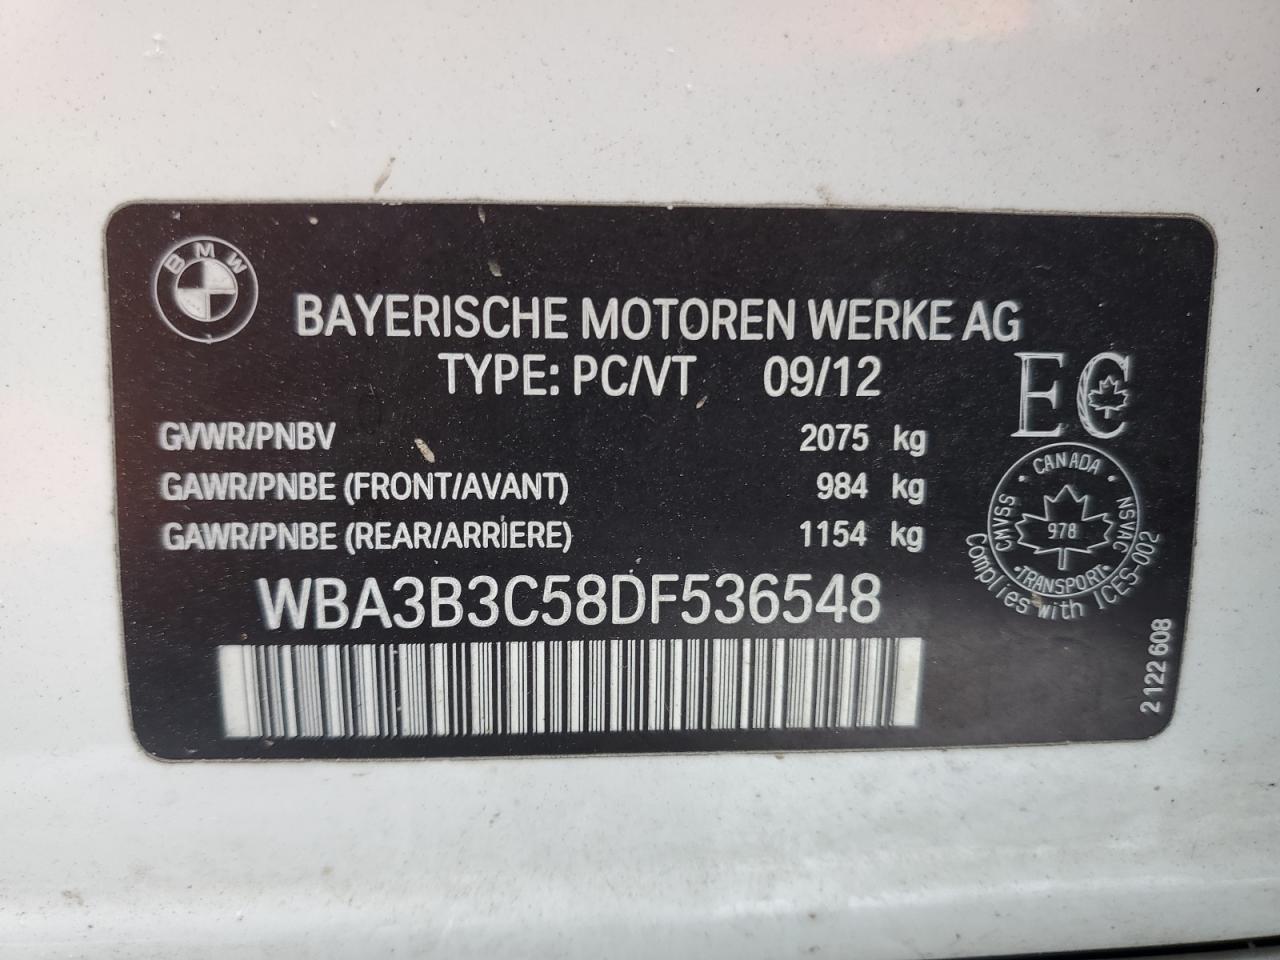 BMW
BAYERISCHE MOTOREN WERKE AG
TYPE: PC/VT 09/12
EC
GVWR/PNBV 2075 kg
GAWR/PNBE (FRONT/AVANT) 984 kg
GAWR/PNBE (REAR/ARRIERE) 1154 kg
CANADA
CMVSS
978
NSVAC
TRANSPORT
Complies with ICES-002
WBA3B3C58DF536548
2 122 608